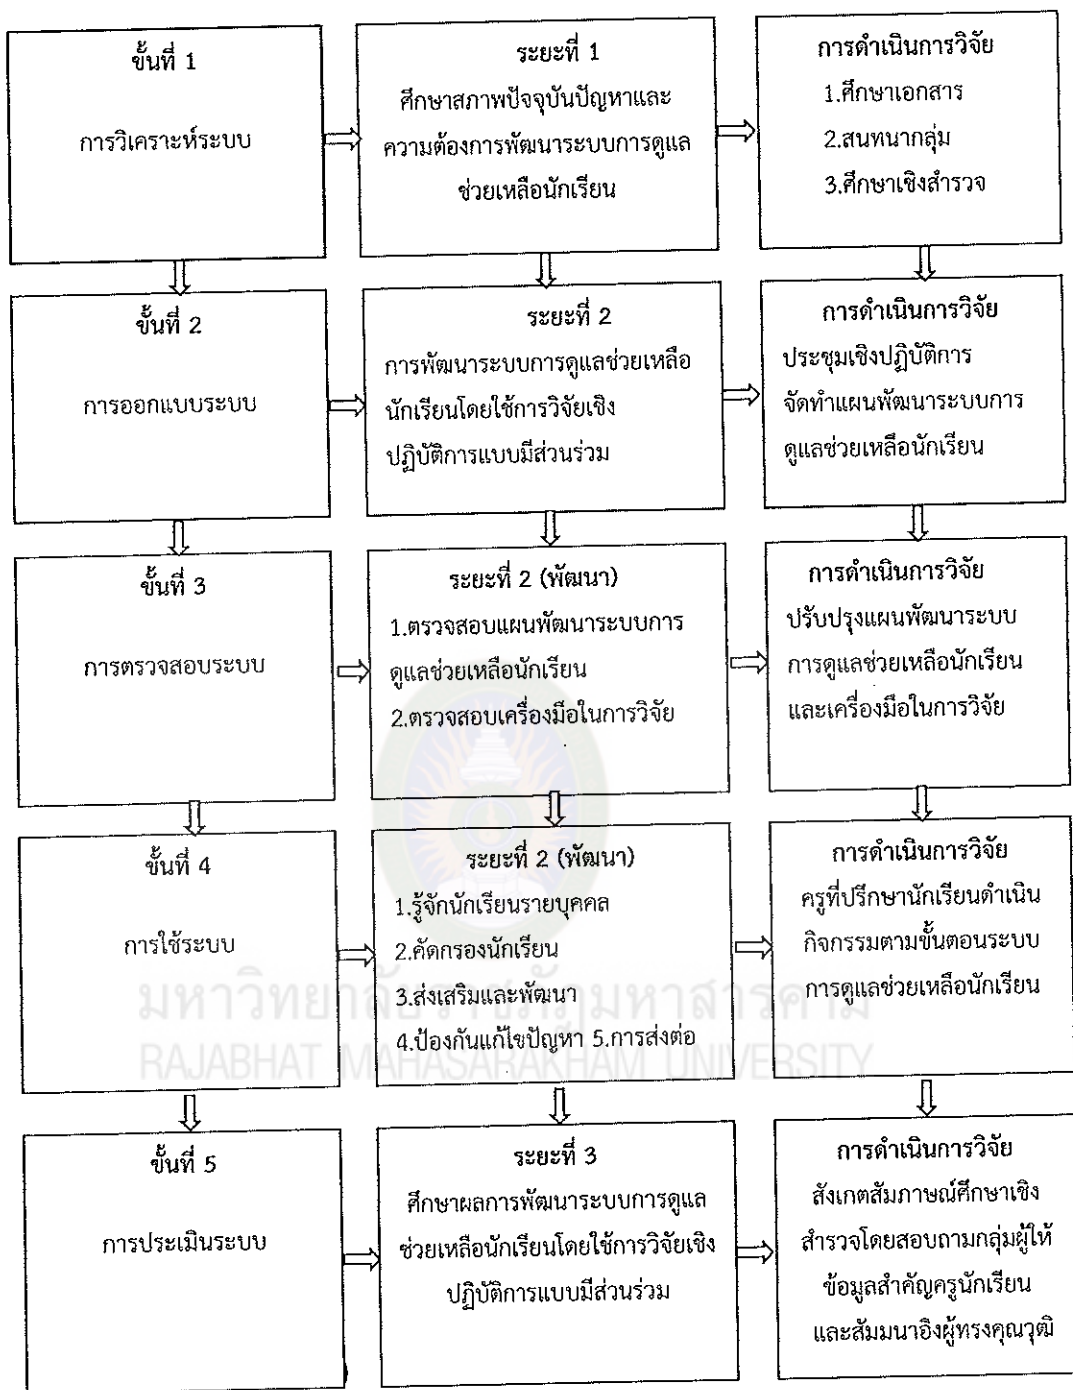 ขั้นที่ 1
การวิเคราะห์ระบบ
ระยะที่ 1
ศึกษาสภาพปัจจุบันปัญหาและ
ความต้องการพัฒนาระบบการดูแล
ช่วยเหลือนักเรียน
การดำเนินการวิจัย
1.ศึกษาเอกสาร
2.สนทนากลุ่ม
3.ศึกษาเชิงสำรวจ
ขั้นที่ 2
การออกแบบระบบ
ระยะที่ 2
การพัฒนาระบบการดูแลช่วยเหลือ
นักเรียนโดยใช้การวิจัยเชิง
ปฏิบัติการแบบมีส่วนร่วม
การดำเนินการวิจัย
ประชุมเชิงปฏิบัติการ
จัดทำแผนพัฒนาระบบการ
ดูแลช่วยเหลือนักเรียน
ขั้นที่ 3
การตรวจสอบระบบ
ระยะที่ 2 (พัฒนา)
1.ตรวจสอบแผนพัฒนาระบบการ
ดูแลช่วยเหลือนักเรียน
2.ตรวจสอบเครื่องมือในการวิจัย
การดำเนินการวิจัย
ปรับปรุงแผนพัฒนาระบบ
การดูแลช่วยเหลือนักเรียน
และเครื่องมือในการวิจัย
ขั้นที่ 4
การใช้ระบบ
ระยะที่ 2 (พัฒนา)
1.รู้จักนักเรียนรายบุคคล
2.คัดกรองนักเรียน
3.ส่งเสริมและพัฒนา
4.ป้องกันแก้ไขปัญหา 5.การส่งต่อ
การดำเนินการวิจัย
ครูที่ปรึกษานักเรียนดำเนิน
กิจกรรมตามขั้นตอนระบบ
การดูแลช่วยเหลือนักเรียน
มหาวิทยาลัยราชภัฏมหาสารคาม
RAJABHAT MAHASARAKHAM UNIVERSITY
ขั้นที่ 5
การประเมินระบบ
ระยะที่ 3
ศึกษาผลการพัฒนาระบบการดูแล
ช่วยเหลือนักเรียนโดยใช้การวิจัยเชิง
ปฏิบัติการแบบมีส่วนร่วม
การดำเนินการวิจัย
สังเกตสัมภาษณ์ศึกษาเชิง
สำรวจโดยสอบถามกลุ่มผู้ให้
ข้อมูลสำคัญครูนักเรียน
และสัมมนาอิงผู้ทรงคุณวุฒิ